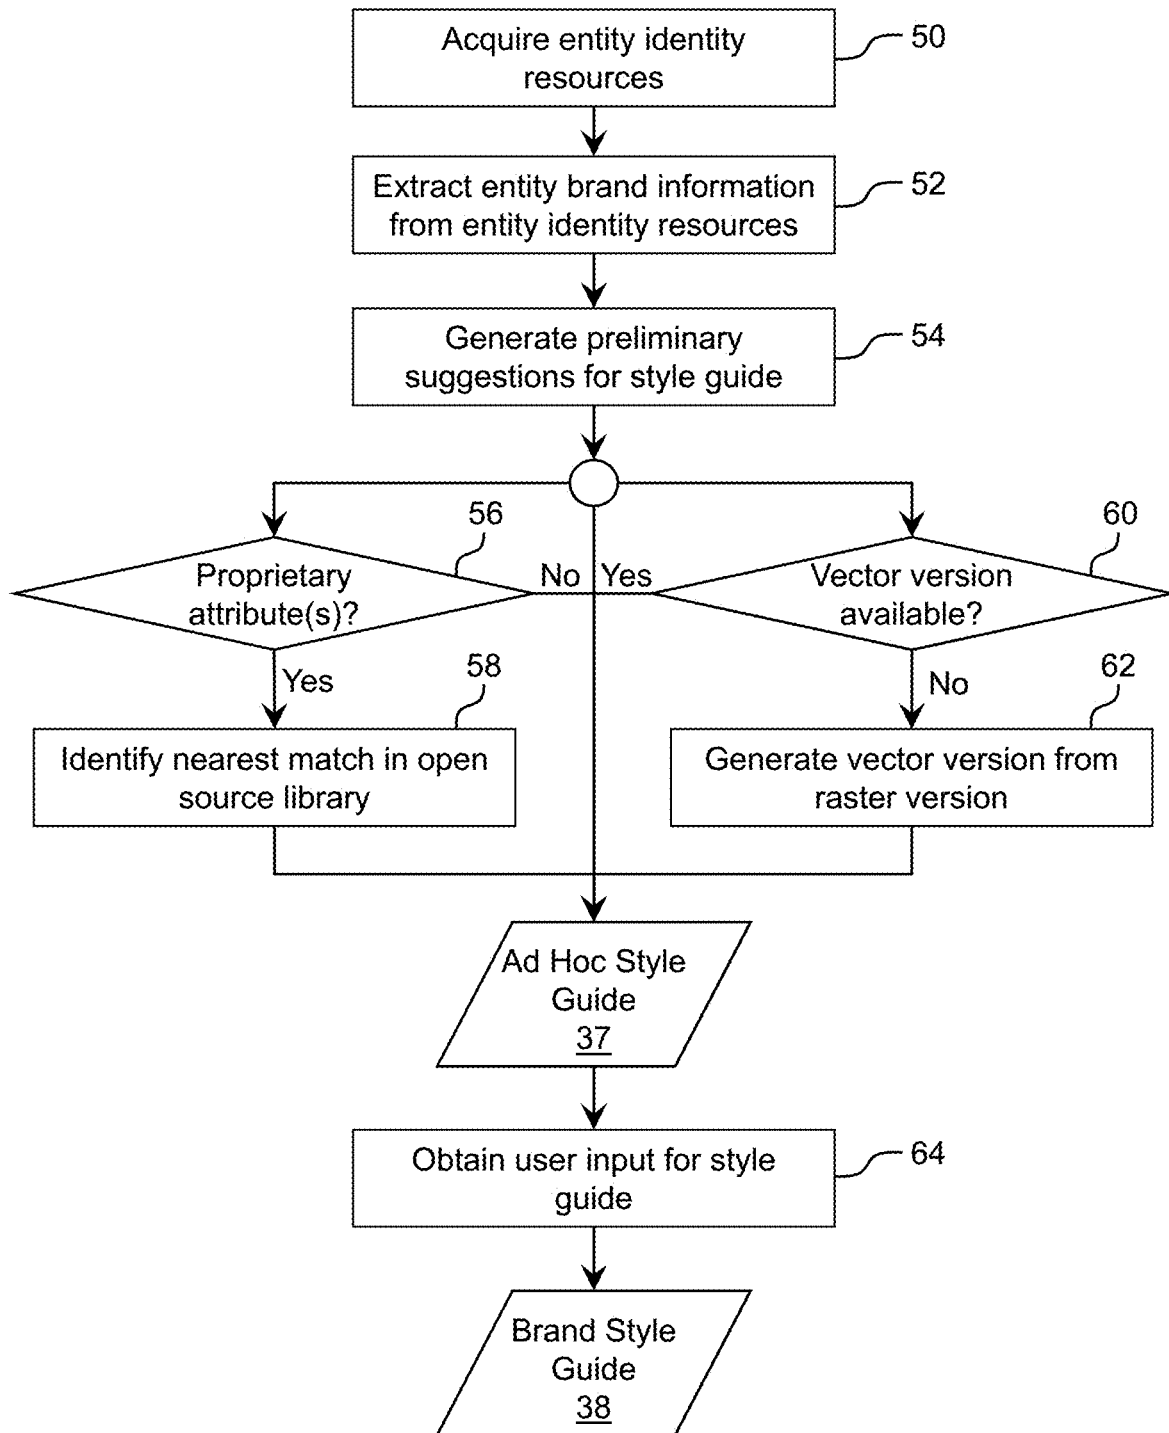 Acquire entity identity
resources
50
Extract entity brand information
from entity identity resources
52
Generate preliminary
suggestions for style guide
54
56
60
Proprietary
attribute(s)?
No
Yes
Vector version
available?
Yes
58
No
62
Identify nearest match in open
source library
Generate vector version from
raster version
Ad Hoc Style
Guide
37
Obtain user input for style
guide
64
Brand Style
Guide
38